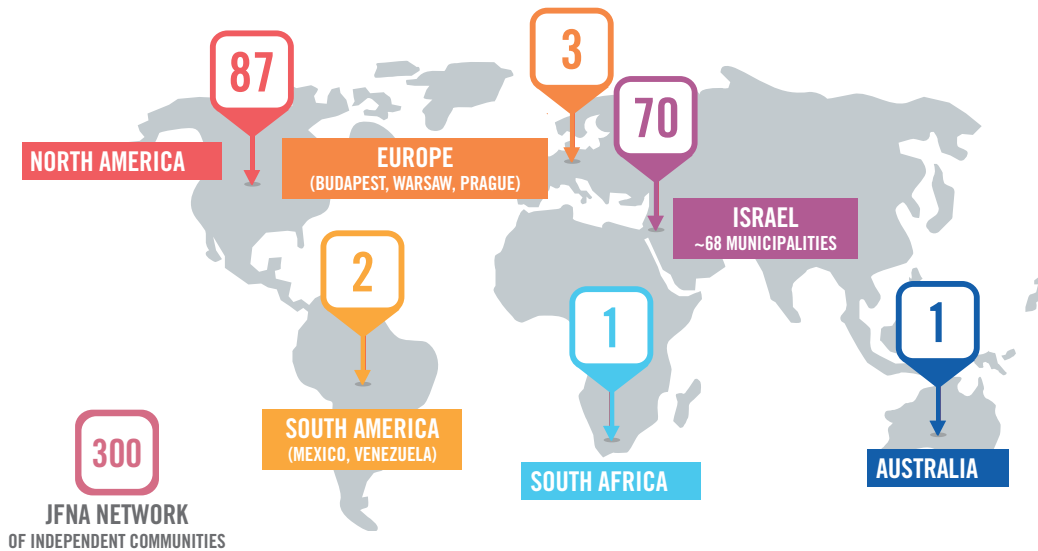 87
NORTH AMERICA
3
EUROPE
(BUDAPEST, WARSAW, PRAGUE)
70
ISRAEL
~68 MUNICIPALITIES
2
SOUTH AMERICA
(MEXICO, VENEZUELA)
1
SOUTH AFRICA
1
AUSTRALIA
300
JFNA NETWORK
OF INDEPENDENT COMMUNITIES